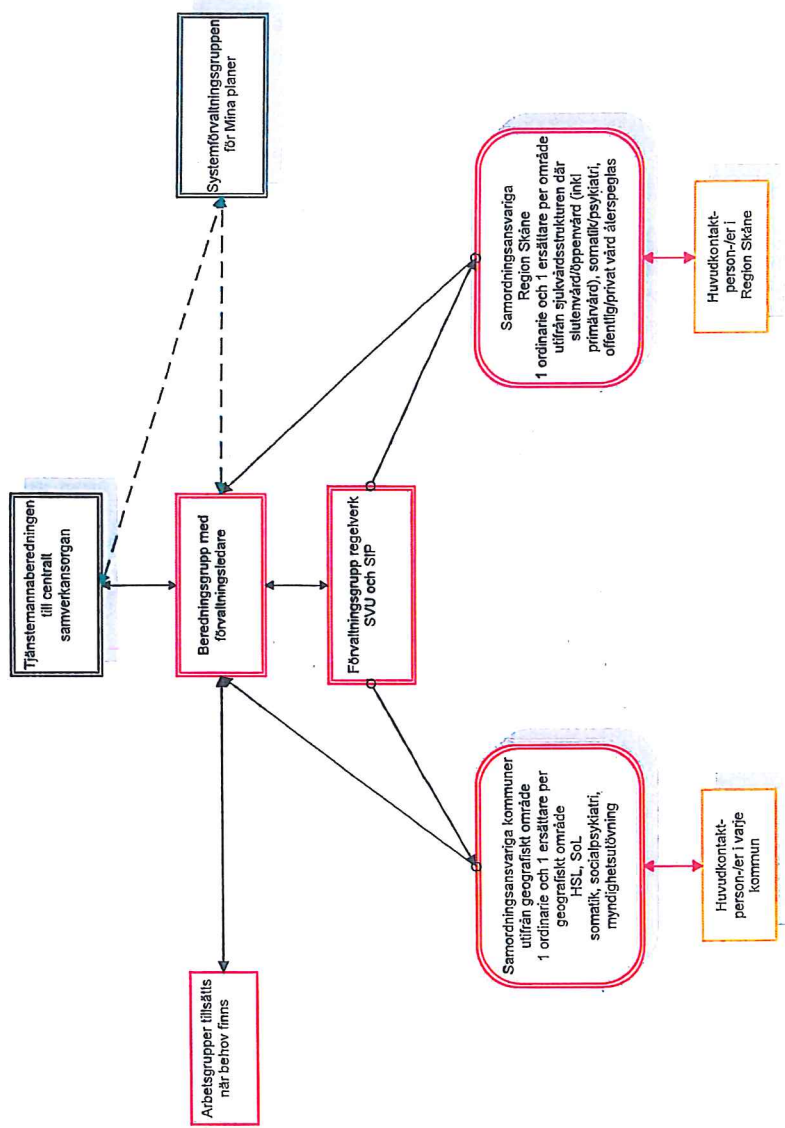 Tjänstemannaberedningen
till centralt
samverkansorgan
Systemförvaltningsgruppen
för Mina planer
Arbetsgrupper tillsätts
när behov finns
Beredningsgrupp med
förvaltningsledare
Förvaltningsgrupp regelverk
SVU och SIP
Samordningsansvariga kommuner
utifrån geografiskt område
1 ordinarie och 1 ersättare per
geografiskt område
HSL, SoL
somatik, socialpsykiatri,
myndighetsutövning
Samordningsansvariga
Region Skåne
1 ordinarie och 1 ersättare per område
utifrån sjukvårdsstrukturen där
slutenvård/öppenvård (inkl
primärvård), somatik/psykiatri,
offentlig/privat vård återspeglas
Huvudkontakt-
person-/er i varje
kommun
Huvudkontakt-
person-/er i
Region Skåne